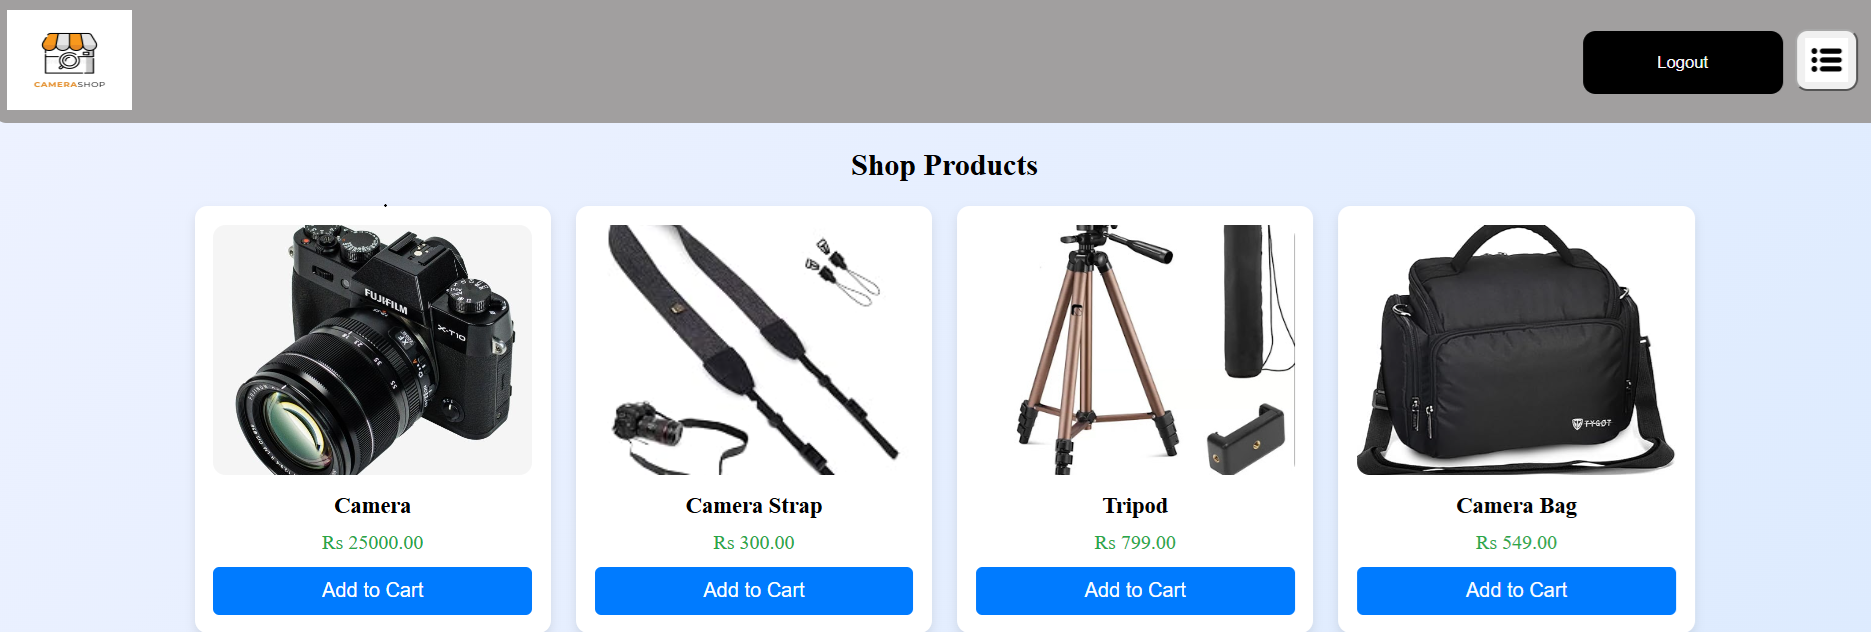 CAMERASHOP
Logout
Shop Products
FUJIFILM
X-T10
TYGOT
Camera
Camera Strap
Tripod
Camera Bag
Rs 25000.00
Rs 300.00
Rs 799.00
Rs 549.00
Add to Cart
Add to Cart
Add to Cart
Add to Cart